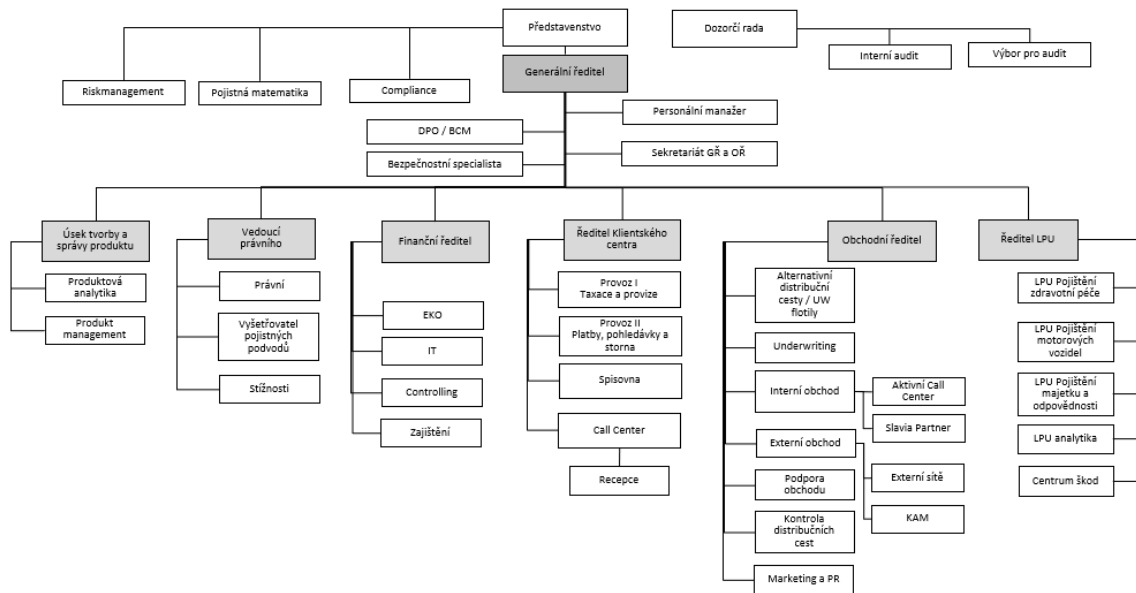 Představenstvo
Dozorčí rada
Interní audit
Výbor pro audit
Generální ředitel
Riskmanagement
Pojistná matematika
Compliance
Personální manažer
DPO / BCM
Sekretariát GŘ a OŘ
Bezpečnostní specialista
Úsek tvorby a
správy produktu
Produktová
analytika
Produkt
management
Vedoucí
právního
Právní
Vyšetřovatel
pojistných
podvodů
Stížnosti
Finanční ředitel
EKO
IT
Controlling
Zajištění
Ředitel Klientského
centra
Provoz I
Taxace a provize
Provoz II
Platby, pohledávky a
storna
Spisovna
Call Center
Recepce
Obchodní ředitel
Alternativní
distribuční
cesty / UW
flotily
Underwriting
Interní obchod
Aktivní Call
Center
Slavia Partner
Externí obchod
Externí sítě
KAM
Podpora
obchodu
Kontrola
distribučních
cest
Marketing a PR
Ředitel LPU
LPU Pojištění
zdravotní péče
LPU Pojištění
motorových
vozidel
LPU Pojištění
majetku a
odpovědnosti
LPU analytika
Centrum škod